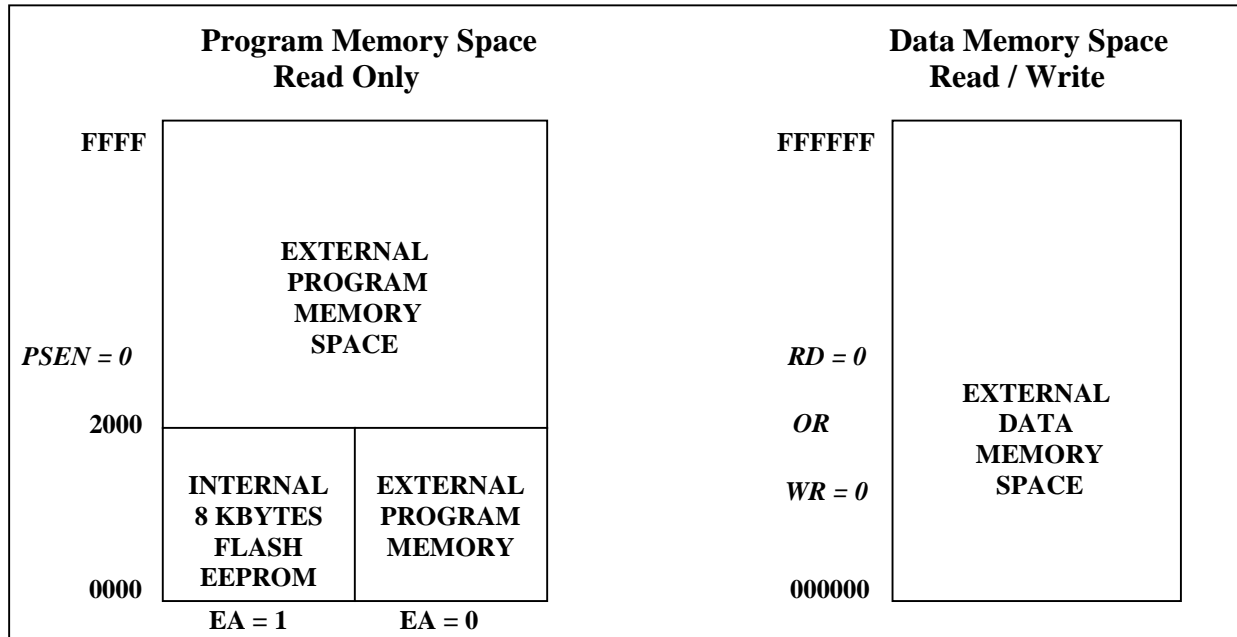 Program Memory Space
Read Only
FFFF
EXTERNAL
PROGRAM
MEMORY
SPACE
PSEN = 0
2000
INTERNAL
8 KBYTES
FLASH
EEPROM
EXTERNAL
PROGRAM
MEMORY
0000
EA = 1
EA = 0
Data Memory Space
Read / Write
FFFFFF
RD = 0
OR
WR = 0
EXTERNAL
DATA
MEMORY
SPACE
000000